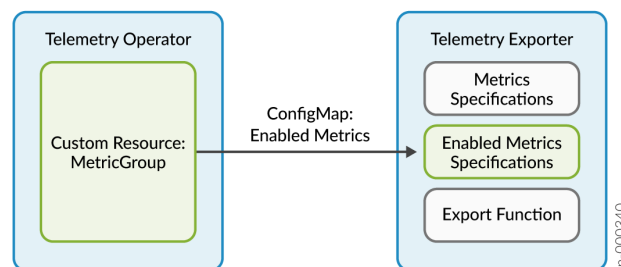 Telemetry Operator
Custom Resource:
MetricGroup
ConfigMap:
Enabled Metrics
Telemetry Exporter
Metrics
Specifications
Enabled Metrics
Specifications
Export Function